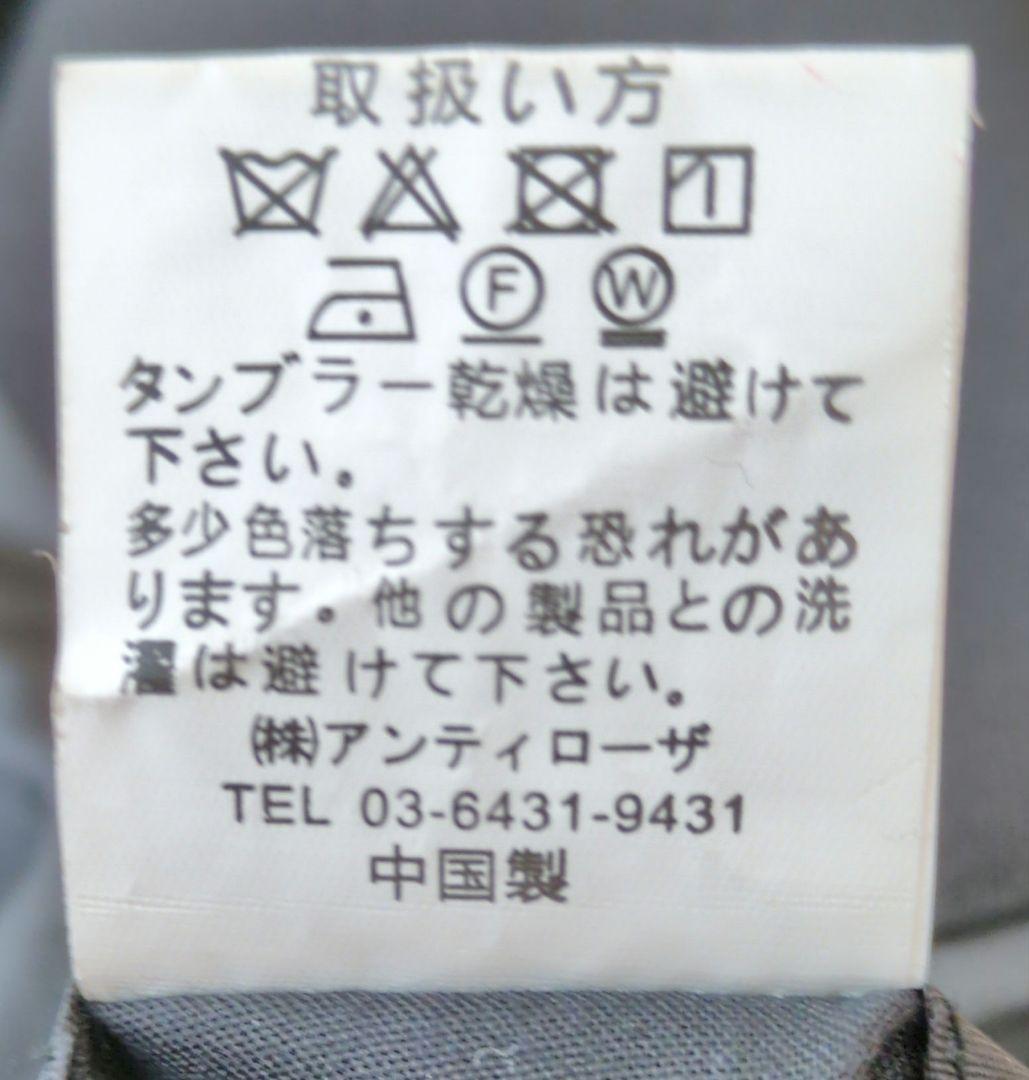 取扱い方
F W
タンブラー乾燥は避けて
下さい。
多少色落ちする恐れがあ
ります。他の製品との洗
濯は避けて下さい。
㈱アンティローザ
TEL 03-6431-9431
中国製